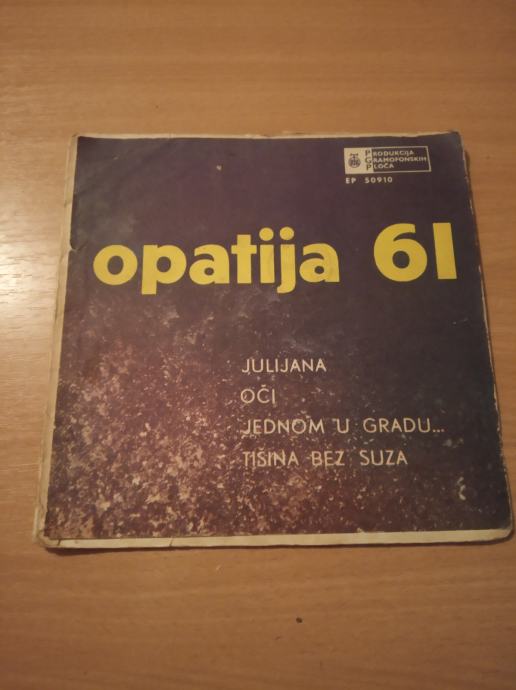 PRODUKCIJA
GRAMOFONSKIH
PLOČA
EP 50910
opatija 61
JULIJANA
OČI
JEDNOM U GRADU...
TIŠINA BEZ SUZA